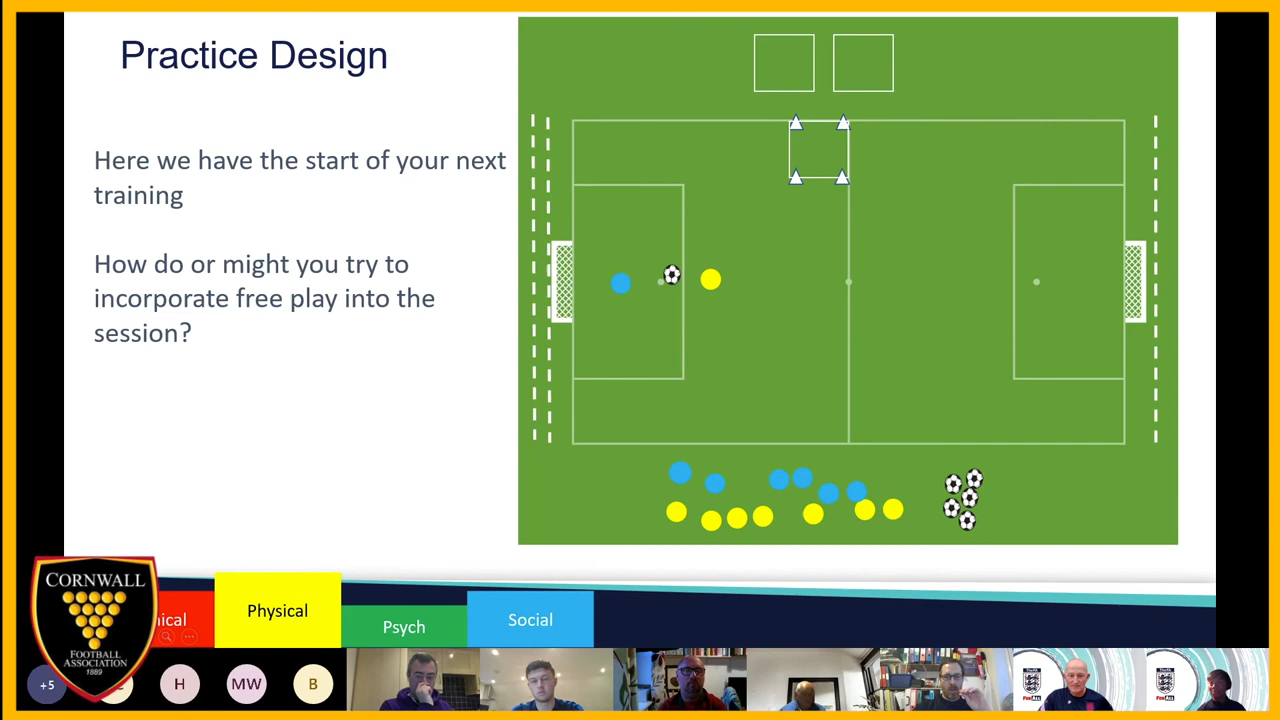 Practice Design
Here we have the start of your next
training
How do or might you try to
incorporate free play into the
session?
CORNWALL
FOOTBALL
ASSOCIATION
1889
ical
Physical
Psych
Social
+5
H
MW
B